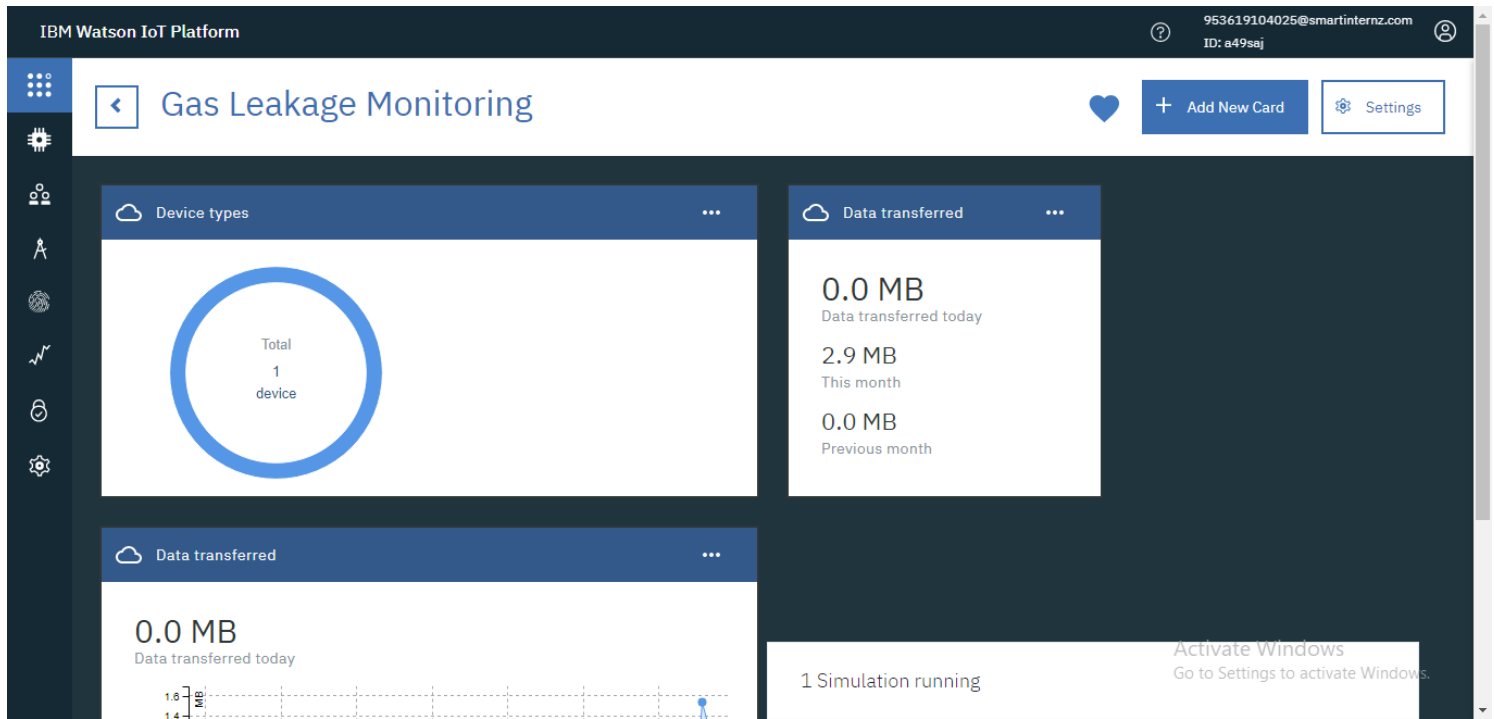 IBM Watson IoT Platform
953619104025@smartinternz.com
ID: a49saj
Gas Leakage Monitoring
Add New Card
Settings
Device types
Total
1
device
Data transferred
0.0 MB
Data transferred today
2.9 MB
This month
0.0 MB
Previous month
Data transferred
0.0 MB
Data transferred today
1.6
MB
1.4
1 Simulation running
Activate Windows
Go to Settings to activate Windows.